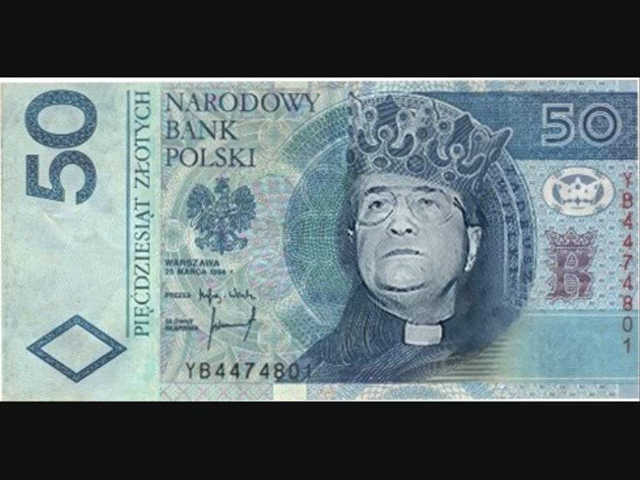 50
PIĘĆDZIESIĄT ZŁOTYCH
NARODOWY
BANK
POLSKI
WARSZAWA
25 MARCA 1994 r.
PREZES
GŁÓWNY
SKARBNIK
YB4474801
50
YB4474801